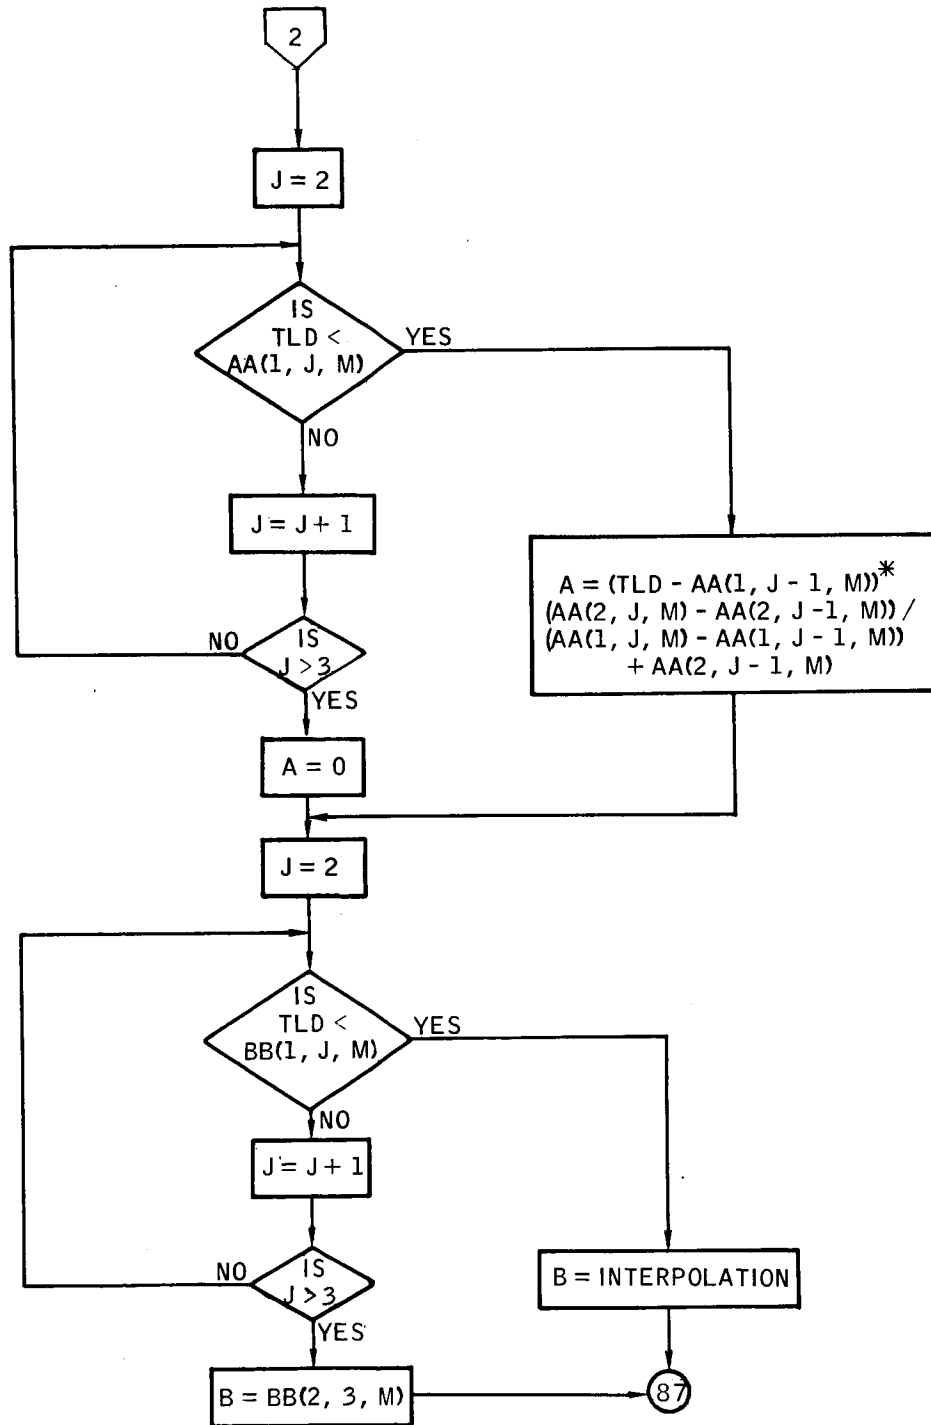 2
J = 2
IS
TLD <
AA(1, J, M)
YES
NO
J = J + 1
A = (TLD - AA(1, J - 1, M))*
(AA(2, J, M) - AA(2, J -1, M)) /
(AA(1, J, M) - AA(1, J - 1, M))
+ AA(2, J - 1, M)
NO
IS
J > 3
YES
A = 0
J = 2
IS
TLD <
BB(1, J, M)
YES
NO
J = J + 1
NO
IS
J > 3
YES
B = INTERPOLATION
B = BB(2, 3, M)
87